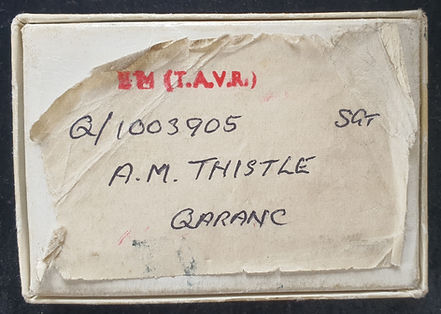 EM (T.A.V.R.)
Q/1003905 SGT
A.M. THISTLE
QARANC